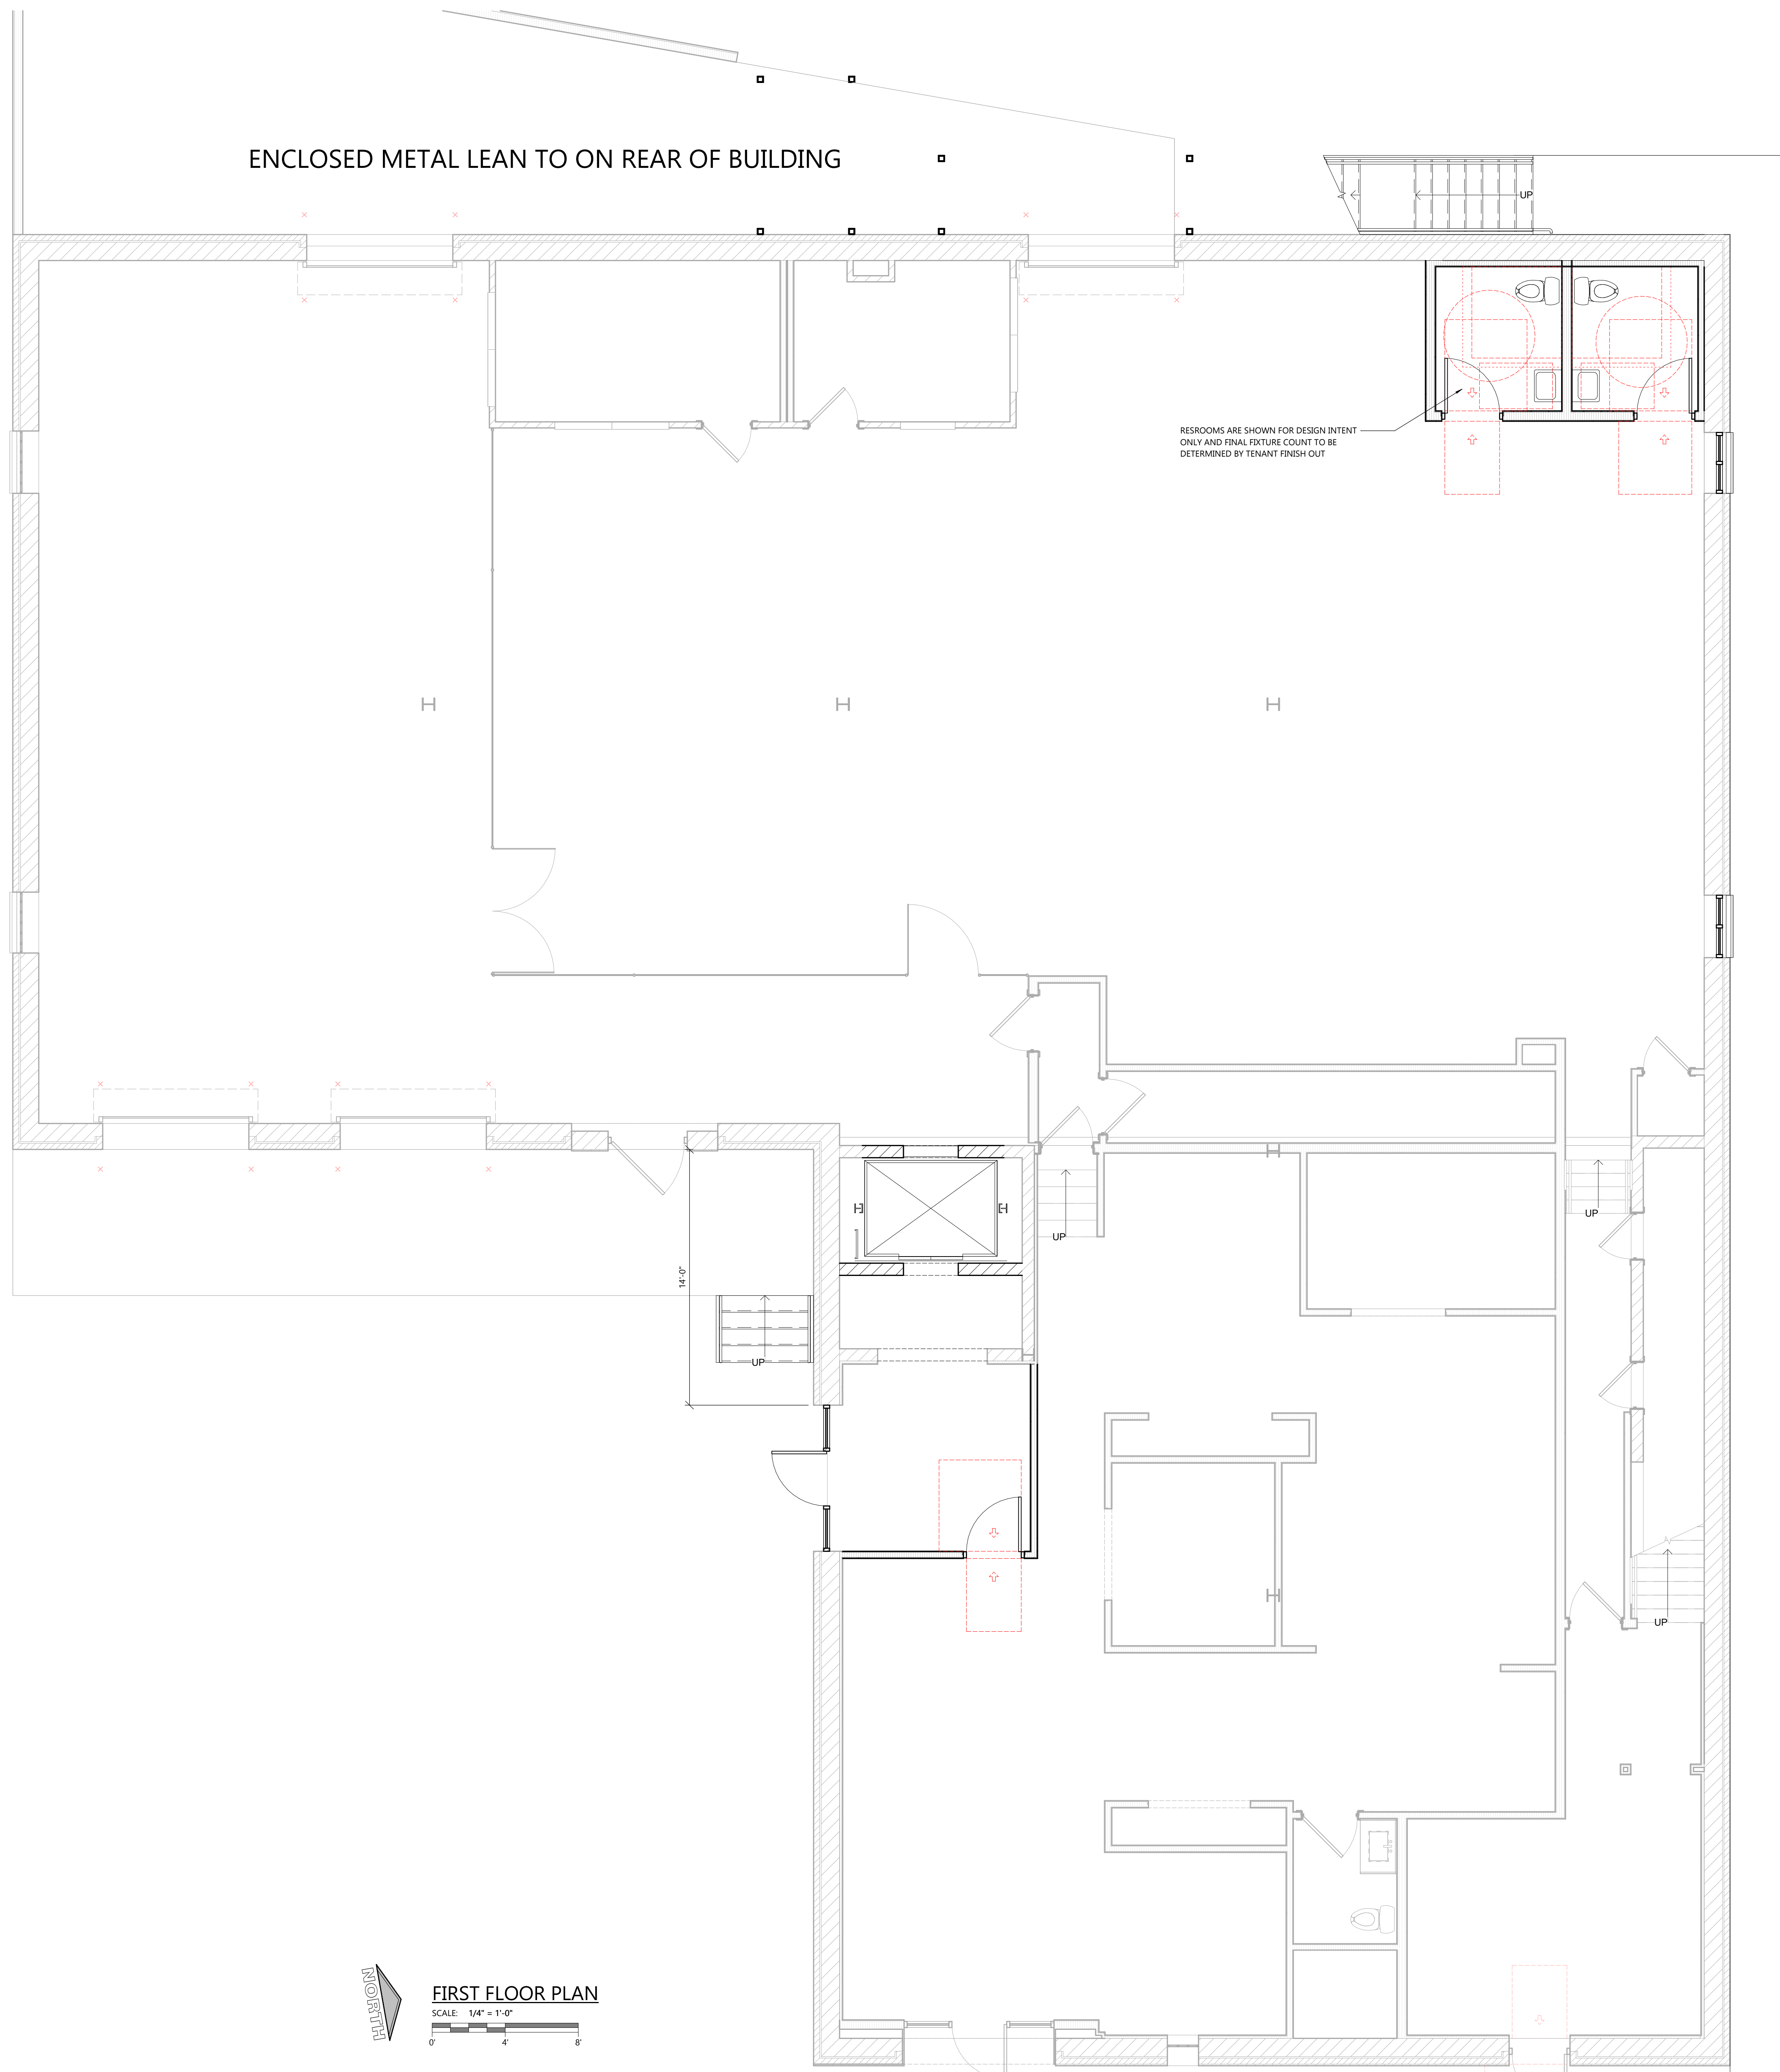 ENCLOSED METAL LEAN TO ON REAR OF BUILDING
UP
RESROOMS ARE SHOWN FOR DESIGN INTENT
ONLY AND FINAL FIXTURE COUNT TO BE
DETERMINED BY TENANT FINISH OUT
UP
UP
14'-0"
UP
UP
NORTH
FIRST FLOOR PLAN
SCALE: 1/4" = 1'-0"
0' 4' 8'